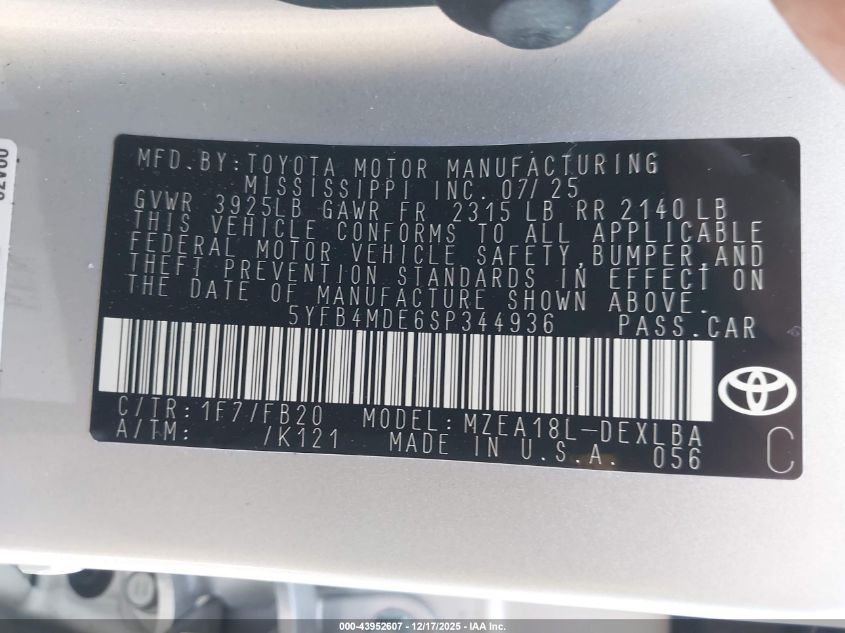 MFD. BY: TOYOTA MOTOR MANUFACTURING
MISSISSIPPI INC. 07/25
GVWR 3925LB GAWR FR 2315 LB RR 2140 LB
THIS VEHICLE CONFORMS TO ALL APPLICABLE
FEDERAL MOTOR VEHICLE SAFETY, BUMPER, AND
THEFT PREVENTION STANDARDS IN EFFECT ON
THE DATE OF MANUFACTURE SHOWN ABOVE.
5YFB4MDE6SP344936 PASS. CAR
C/TR: 1F7/FB20 MODEL: MZEA18L-DEXLBA
A/TM: /K121 MADE IN U.S.A. 056
C
000-43952607 - 12/17/2025 - IAA Inc.